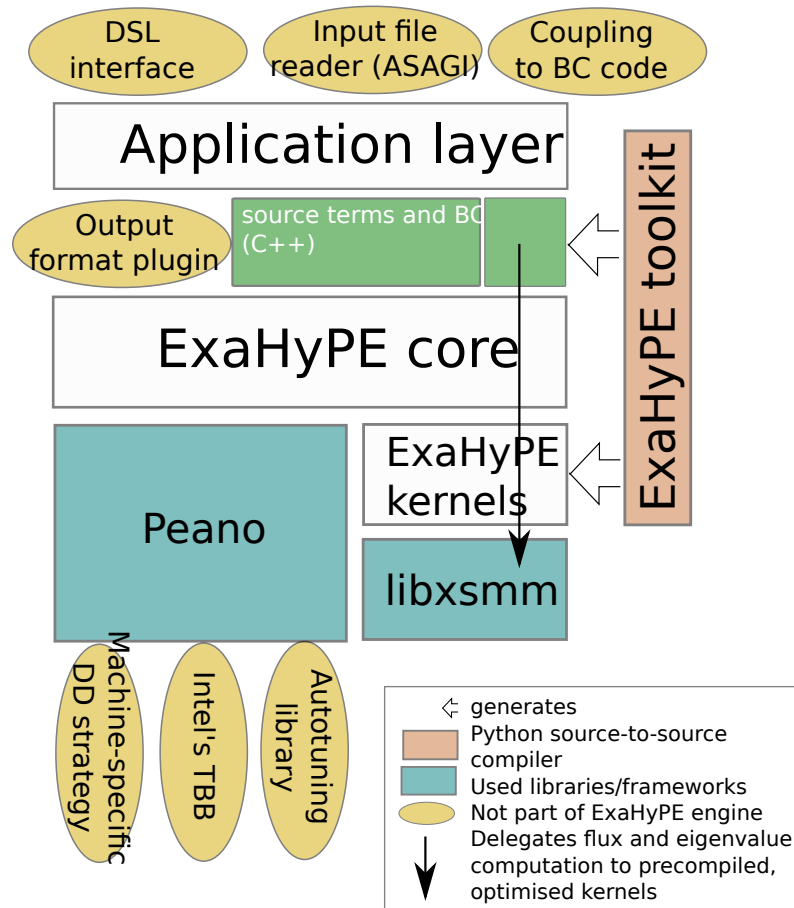 DSL
interface
Input file
reader (ASAGI)
Coupling
to BC code
Application layer
Output
format plugin
source terms and BC
(C++)
ExaHyPE toolkit
ExaHyPE core
Peano
ExaHyPE
kernels
libxsmm
Machine-specific
DD strategy
Intel's TBB
Autotuning
library
generates
Python source-to-source
compiler
Used libraries/frameworks
Not part of ExaHyPE engine
Delegates flux and eigenvalue
computation to precompiled,
optimised kernels